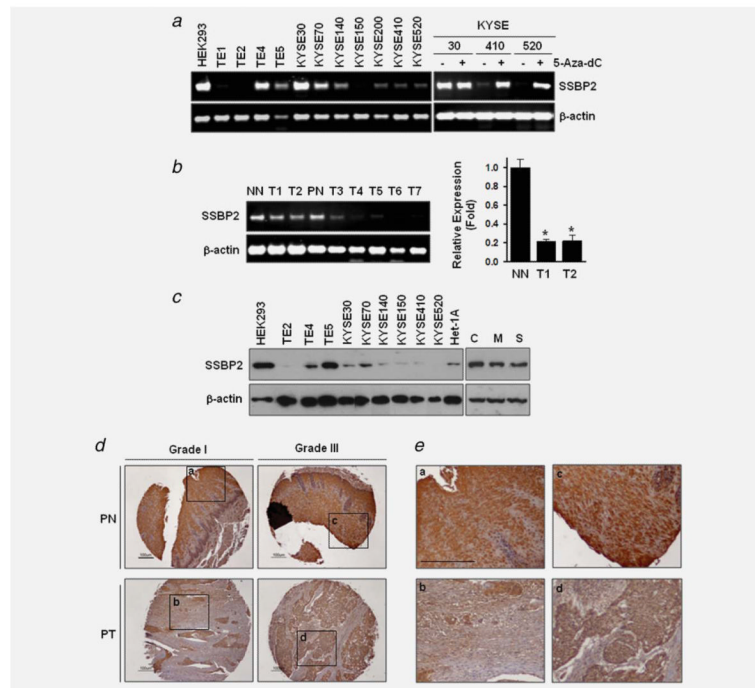 a
HEK293 TE1 TE2 TE4 TE5 KYSE30 KYSE70 KYSE140 KYSE150 KYSE200 KYSE410 KYSE520
KYSE
30 410 520
- + - + - + 5-Aza-dC
SSBP2
β-actin
b
NN T1 T2 PN T3 T4 T5 T6 T7
SSBP2
β-actin
Relative Expression
(Fold)
1.0
0.8
0.6
0.4
0.2
0.0
* *
NN T1 T2
c
HEK293 TE2 TE4 TE5 KYSE30 KYSE70 KYSE140 KYSE150 KYSE410 KYSE520 Het-1A
C M S
SSBP2
β-actin
d
Grade I Grade III
PN
a
c
PT
b
d
e
a
c
b
d